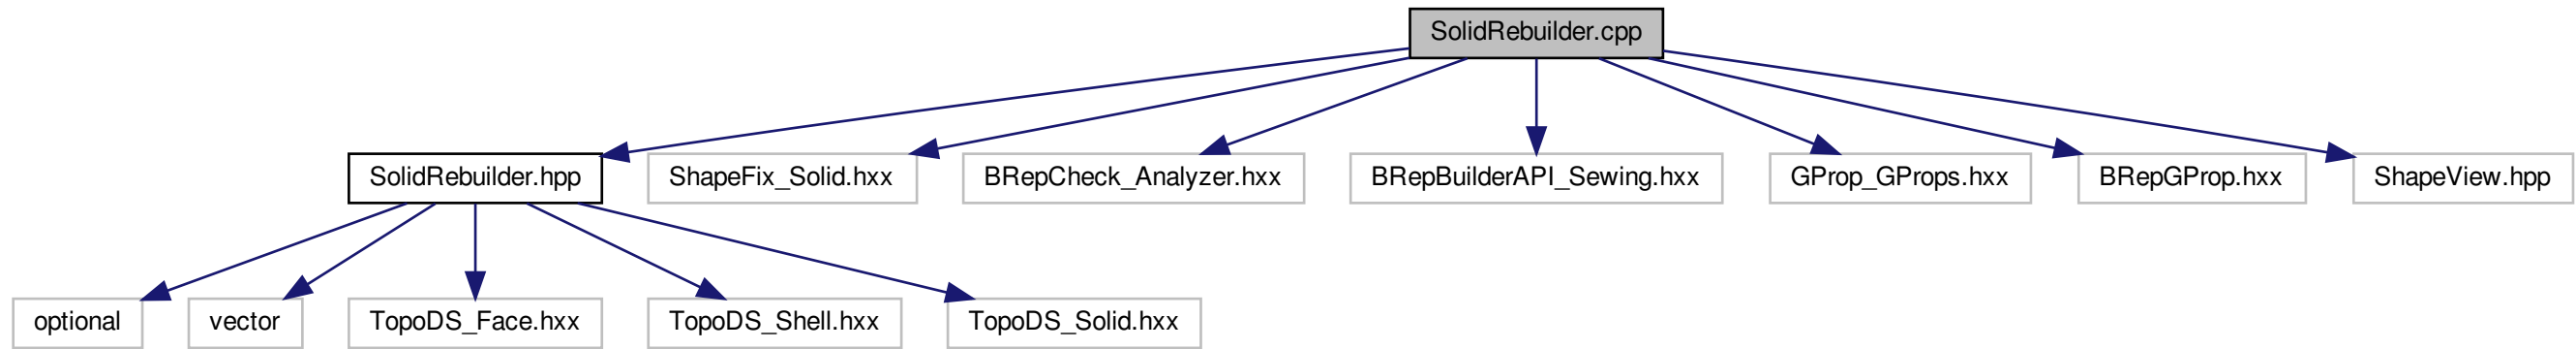 SolidRebuilder.cpp
SolidRebuilder.hpp
ShapeFix_Solid.hxx
BRepCheck_Analyzer.hxx
BRepBuilderAPI_Sewing.hxx
GProp_GProps.hxx
BRepGProp.hxx
ShapeView.hpp
optional
vector
TopoDS_Face.hxx
TopoDS_Shell.hxx
TopoDS_Solid.hxx